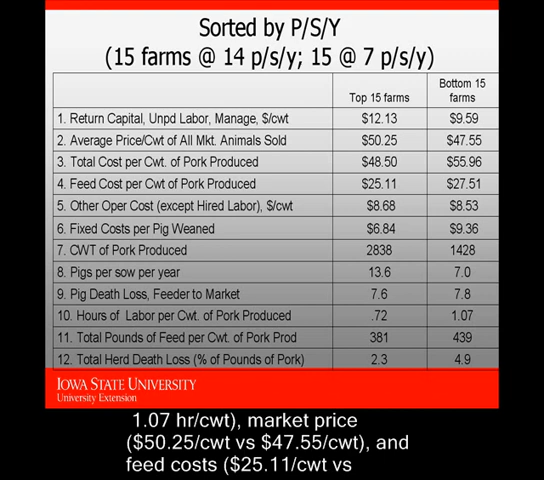 Sorted by P/S/Y
(15 farms @ 14 p/s/y; 15 @ 7 p/s/y)
Top 15 farms Bottom 15 farms
1. Return Capital, Unpd Labor, Manage, $/cwt $12.13 $9.59
2. Average Price/Cwt of All Mkt. Animals Sold $50.25 $47.55
3. Total Cost per Cwt. of Pork Produced $48.50 $55.96
4. Feed Cost per Cwt of Pork Produced $25.11 $27.51
5. Other Oper Cost (except Hired Labor), $/cwt $8.68 $8.53
6. Fixed Costs per Pig Weaned $6.84 $9.36
7. CWT of Pork Produced 2838 1428
8. Pigs per sow per year 13.6 7.0
9. Pig Death Loss, Feeder to Market 7.6 7.8
10. Hours of Labor per Cwt. of Pork Produced .72 1.07
11. Total Pounds of Feed per Cwt. of Pork Prod 381 439
12. Total Herd Death Loss (% of Pounds of Pork) 2.3 4.9
IOWA STATE UNIVERSITY
University Extension
1.07 hr/cwt), market price
($50.25/cwt vs $47.55/cwt), and
feed costs ($25.11/cwt vs